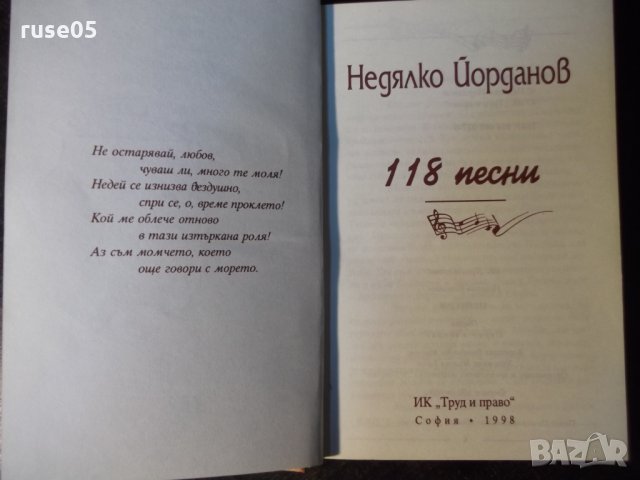 ruse05
Не остарявай, любов,
чуваш ли, много те моля!
Недей се изнизва бездушно,
спри се, о, време проклето!
Кой ме облече отново
в тази изтъркана роля!
Аз съм момчето, което
още говори с морето.
Недялко Йорданов
118 песни
ИК „Труд и право“
София • 1998
BAZAR